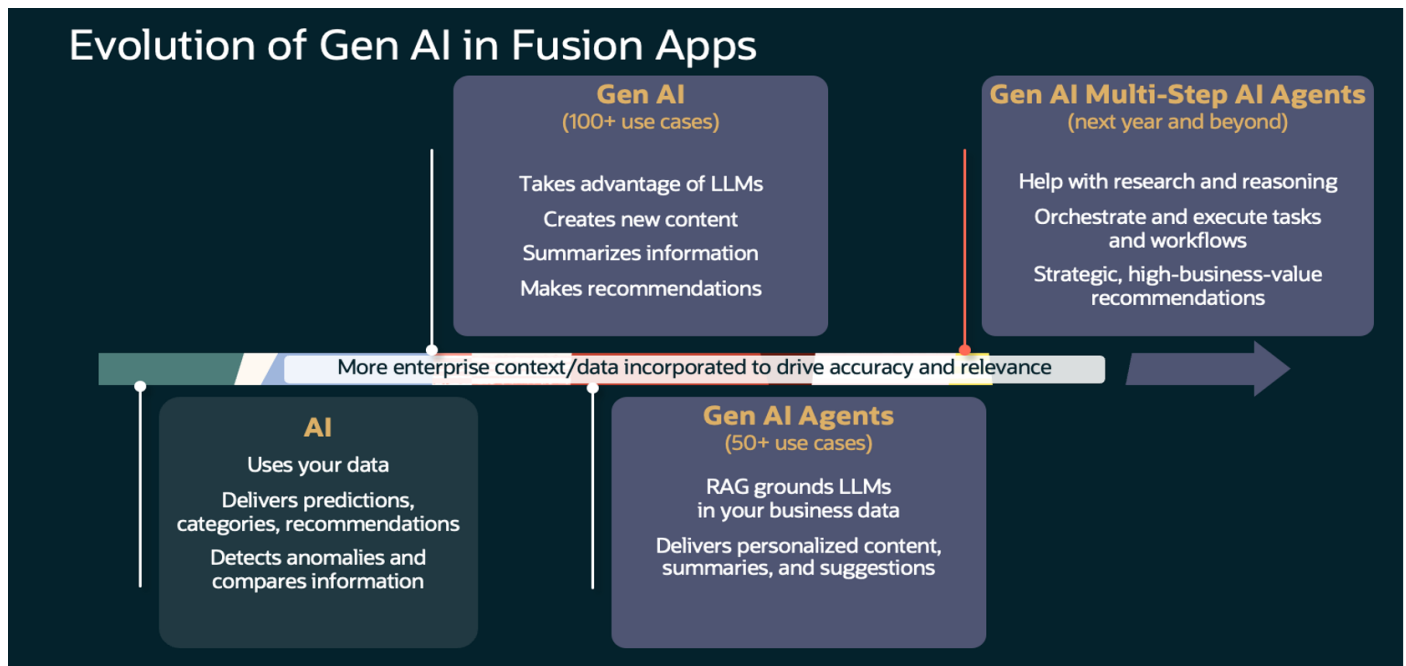 Evolution of Gen AI in Fusion Apps
Gen AI
(100+ use cases)
Takes advantage of LLMs
Creates new content
Summarizes information
Makes recommendations
Gen AI Multi-Step AI Agents
(next year and beyond)
Help with research and reasoning
Orchestrate and execute tasks
and workflows
Strategic, high-business-value
recommendations
More enterprise context/data incorporated to drive accuracy and relevance
AI
Uses your data
Delivers predictions,
categories, recommendations
Detects anomalies and
compares information
Gen AI Agents
(50+ use cases)
RAG grounds LLMs
in your business data
Delivers personalized content,
summaries, and suggestions